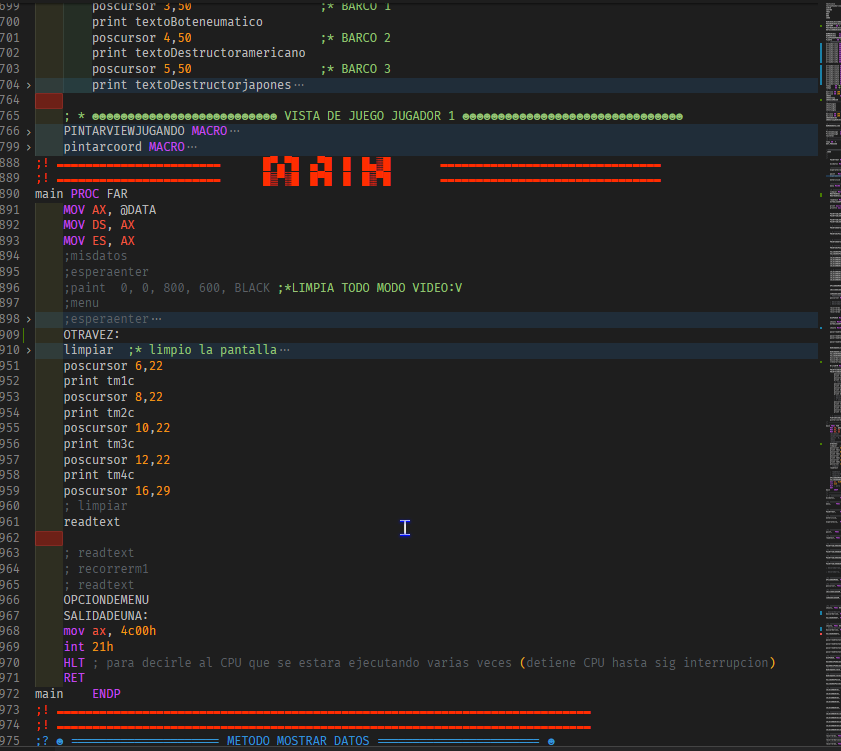 699 poscursor 3,50 ;* BARCO 1
700 print textoBoteneumatico
701 poscursor 4,50 ;* BARCO 2
702 print textoDestructoramericano
703 poscursor 5,50 ;* BARCO 3
704 > print textoDestructorjapones ···
764
765 ; * ☻☻☻☻☻☻☻☻☻☻☻☻☻☻☻☻☻☻☻☻☻☻☻☻☻☻ VISTA DE JUEGO JUGADOR 1 ☻☻☻☻☻☻☻☻☻☻☻☻☻☻☻☻☻☻☻☻☻☻☻☻☻☻☻☻☻☻☻
766 > PINTARVIEWJUGANDO MACRO ···
799 > pintarcoord MACRO ···
888 ;! ═══════════════════════ MAIN ═══════════════════════════════
889 ;! ═══════════════════════ ═══════════════════════════════
890 main PROC FAR
891 MOV AX, @DATA
892 MOV DS, AX
893 MOV ES, AX
894 ;misdatos
895 ;esperaenter
896 ;paint 0, 0, 800, 600, BLACK ;*LIMPIA TODO MODO VIDEO:V
897 ;menu
898 > ;esperaenter ···
909 OTRAVEZ:
910 > limpiar ;* limpio la pantalla ···
951 poscursor 6,22
952 print tm1c
953 poscursor 8,22
954 print tm2c
955 poscursor 10,22
956 print tm3c
957 poscursor 12,22
958 print tm4c
959 poscursor 16,29
960 ; limpiar
961 readtext
962
963 ; readtext
964 ; recorrerm1
965 ; readtext
966 OPCIONDEMENU
967 SALIDADEUNA:
968 mov ax, 4c00h
969 int 21h
970 HLT ; para decirle al CPU que se estara ejecutando varias veces (detiene CPU hasta sig interrupcion)
971 RET
972 main ENDP
973 ;! ═══════════════════════════════════════════════════════════════════════════
974 ;! ═══════════════════════════════════════════════════════════════════════════
975 ;? ☻ ═════════════════════ METODO MOSTRAR DATOS ═══════════════════════ ☻